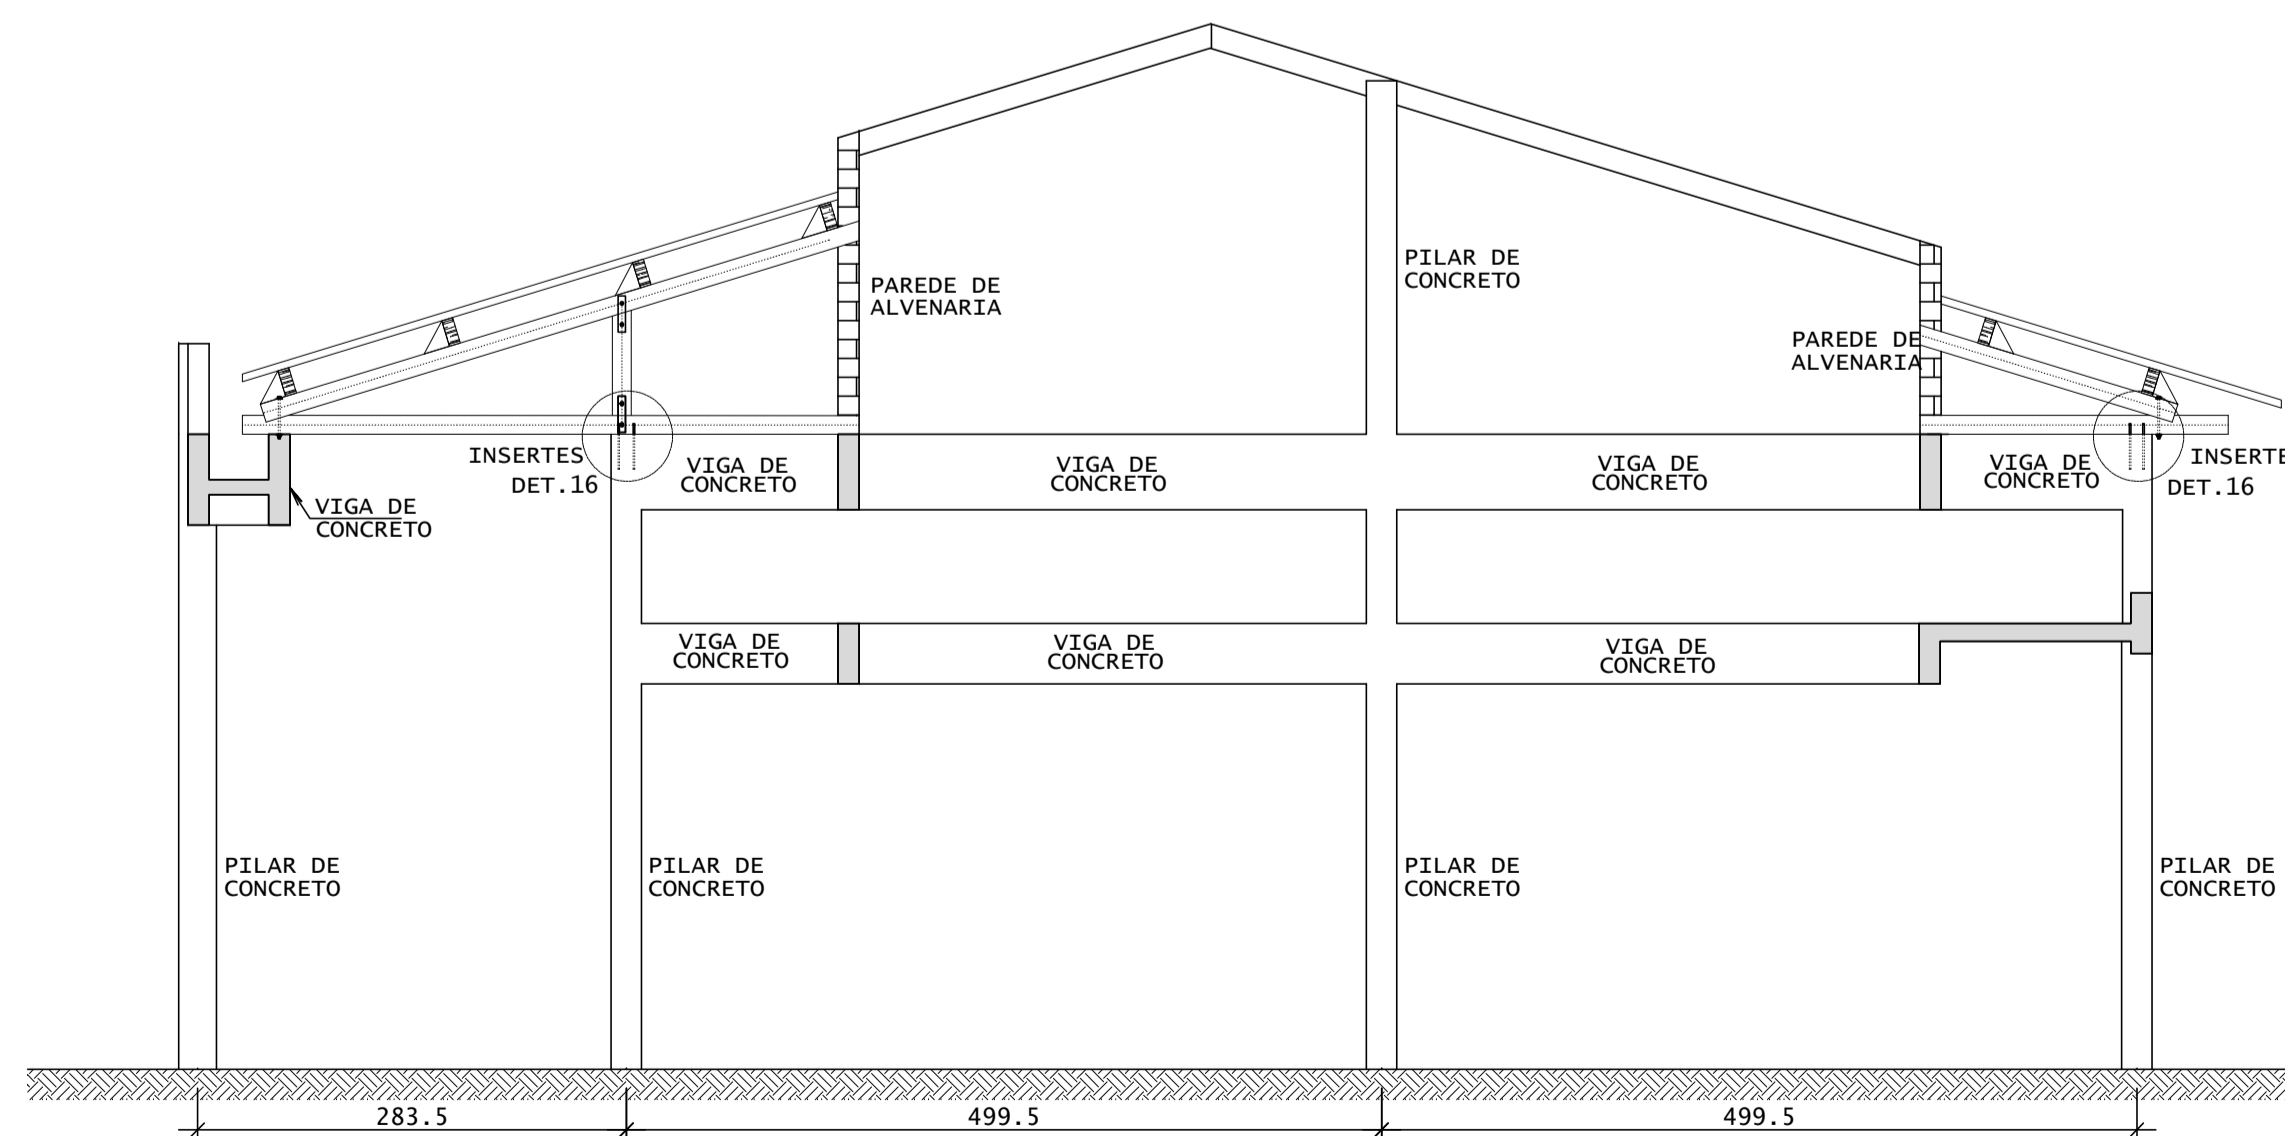 PILAR DE
CONCRETO
PAREDE DE
ALVENARIA
PAREDE DE
ALVENARIA
INSERTES
DET.16
VIGA DE
CONCRETO
VIGA DE
CONCRETO
VIGA DE
CONCRETO
VIGA DE
CONCRETO
INSERTE
DET.16
VIGA DE
CONCRETO
VIGA DE
CONCRETO
VIGA DE
CONCRETO
VIGA DE
CONCRETO
PILAR DE
CONCRETO
PILAR DE
CONCRETO
PILAR DE
CONCRETO
PILAR DE
CONCRETO
283.5
499.5
499.5